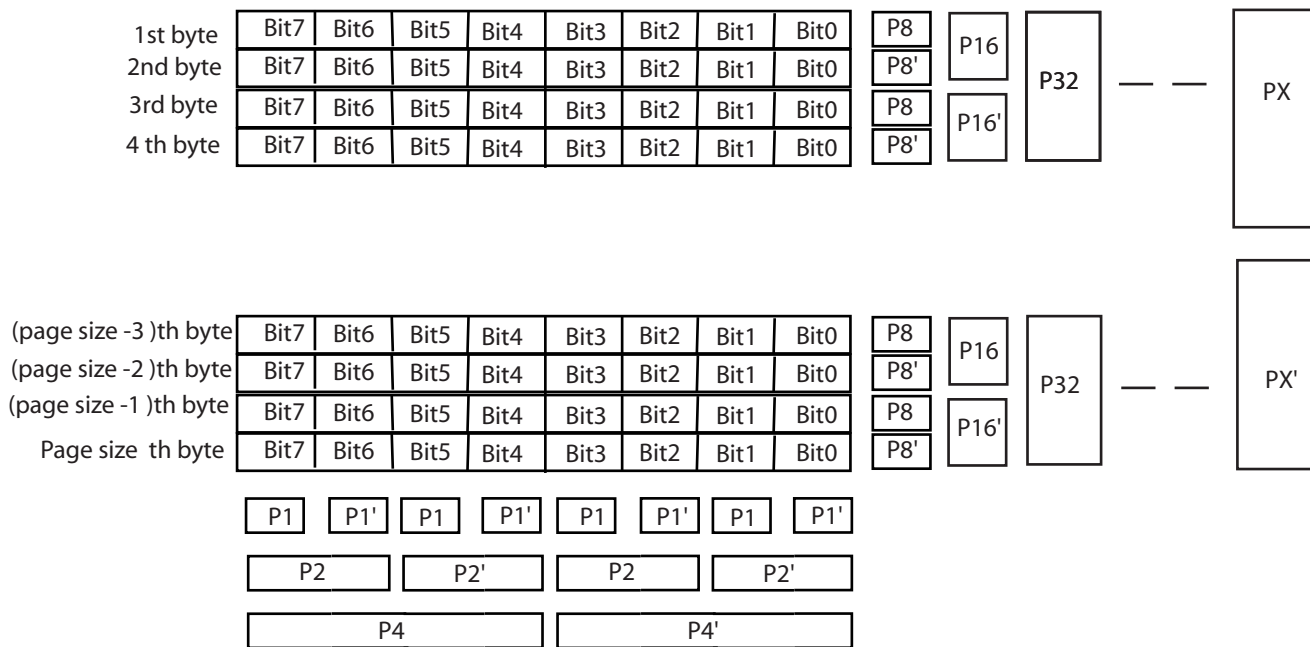 1st byte Bit7 Bit6 Bit5 Bit4 Bit3 Bit2 Bit1 Bit0 P8 P16 P32 PX
2nd byte Bit7 Bit6 Bit5 Bit4 Bit3 Bit2 Bit1 Bit0 P8'
3rd byte Bit7 Bit6 Bit5 Bit4 Bit3 Bit2 Bit1 Bit0 P8 P16'
4 th byte Bit7 Bit6 Bit5 Bit4 Bit3 Bit2 Bit1 Bit0 P8'
(page size -3 )th byte Bit7 Bit6 Bit5 Bit4 Bit3 Bit2 Bit1 Bit0 P8 P16 P32 PX'
(page size -2 )th byte Bit7 Bit6 Bit5 Bit4 Bit3 Bit2 Bit1 Bit0 P8'
(page size -1 )th byte Bit7 Bit6 Bit5 Bit4 Bit3 Bit2 Bit1 Bit0 P8 P16'
Page size th byte Bit7 Bit6 Bit5 Bit4 Bit3 Bit2 Bit1 Bit0 P8'
P1 P1' P1 P1' P1 P1' P1 P1'
P2 P2' P2 P2'
P4 P4'